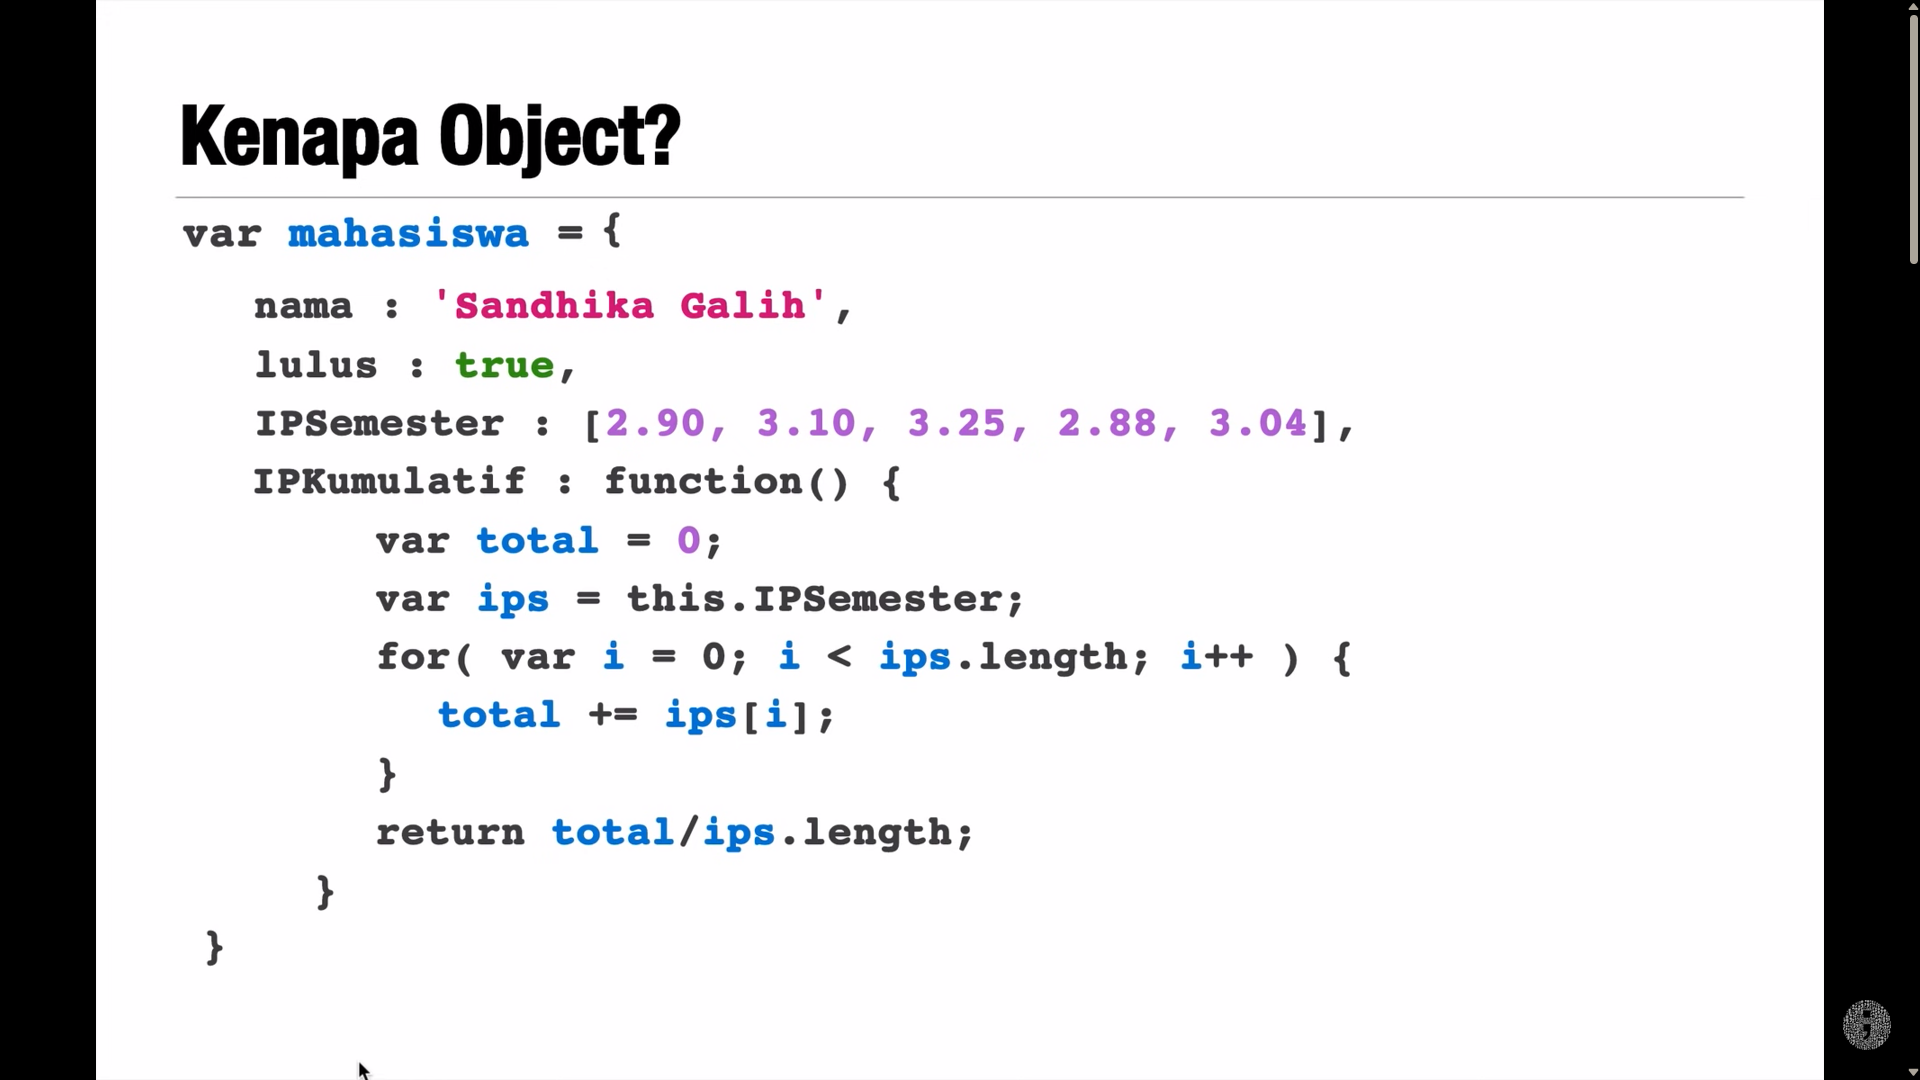 Kenapa Object?
var mahasiswa = {
nama : 'Sandhika Galih',
lulus : true,
IPSemester : [2.90, 3.10, 3.25, 2.88, 3.04],
IPKumulatif : function() {
var total = 0;
var ips = this.IPSemester;
for( var i = 0; i < ips.length; i++ ) {
total += ips[i];
}
return total/ips.length;
}
}